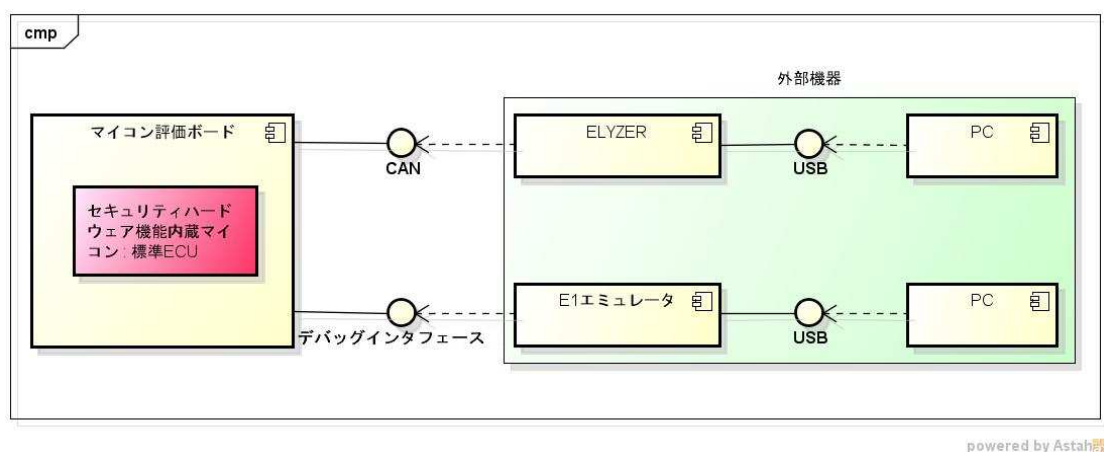 cmp
外部機器
マイコン評価ボード
セキュリティハード
ウェア機能内蔵マイ
コン : 標準ECU
CAN
ELYZER
USB
PC
デバッグインタフェース
E1エミュレータ
USB
PC
powered by Astah